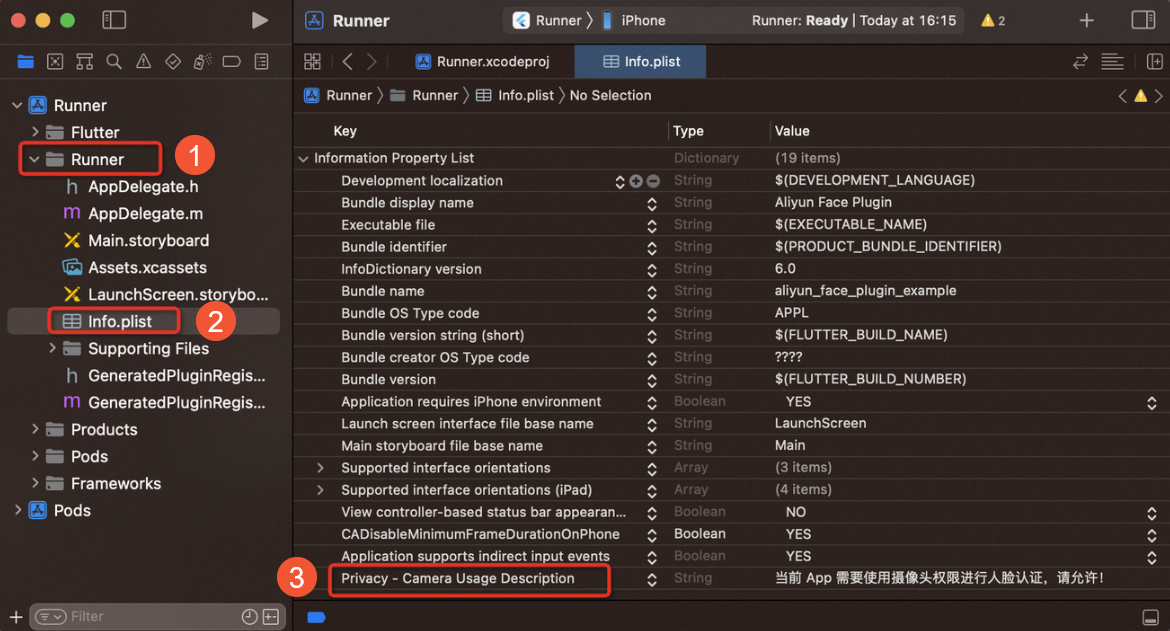 Runner Runner iPhone Runner: Ready | Today at 16:15 2
Runner.xcodeproj Info.plist
Runner Runner Info.plist No Selection
Runner
Flutter
Runner 1
AppDelegate.h
AppDelegate.m
Main.storyboard
Assets.xcassets
LaunchScreen.storybo...
Info.plist 2
Supporting Files
GeneratedPluginRegis...
GeneratedPluginRegis...
Products
Pods
Frameworks
Pods
Filter
Key Type Value
Information Property List Dictionary (19 items)
Development localization String $(DEVELOPMENT_LANGUAGE)
Bundle display name String Aliyun Face Plugin
Executable file String $(EXECUTABLE_NAME)
Bundle identifier String $(PRODUCT_BUNDLE_IDENTIFIER)
InfoDictionary version String 6.0
Bundle name String aliyun_face_plugin_example
Bundle OS Type code String APPL
Bundle version string (short) String $(FLUTTER_BUILD_NAME)
Bundle creator OS Type code String ????
Bundle version String $(FLUTTER_BUILD_NUMBER)
Application requires iPhone environment Boolean YES
Launch screen interface file base name String LaunchScreen
Main storyboard file base name String Main
Supported interface orientations Array (3 items)
Supported interface orientations (iPad) Array (4 items)
View controller-based status bar appearan... Boolean NO
CADisableMinimumFrameDurationOnPhone Boolean YES
Application supports indirect input events Boolean YES
3 Privacy - Camera Usage Description String 当前 App 需要使用摄像头权限进行人脸认证，请允许！